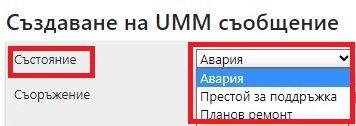 Създаване на UMM съобщение
Състояние
Авария
Авария
Престой за поддръжка
Съоръжение
Планов ремонт